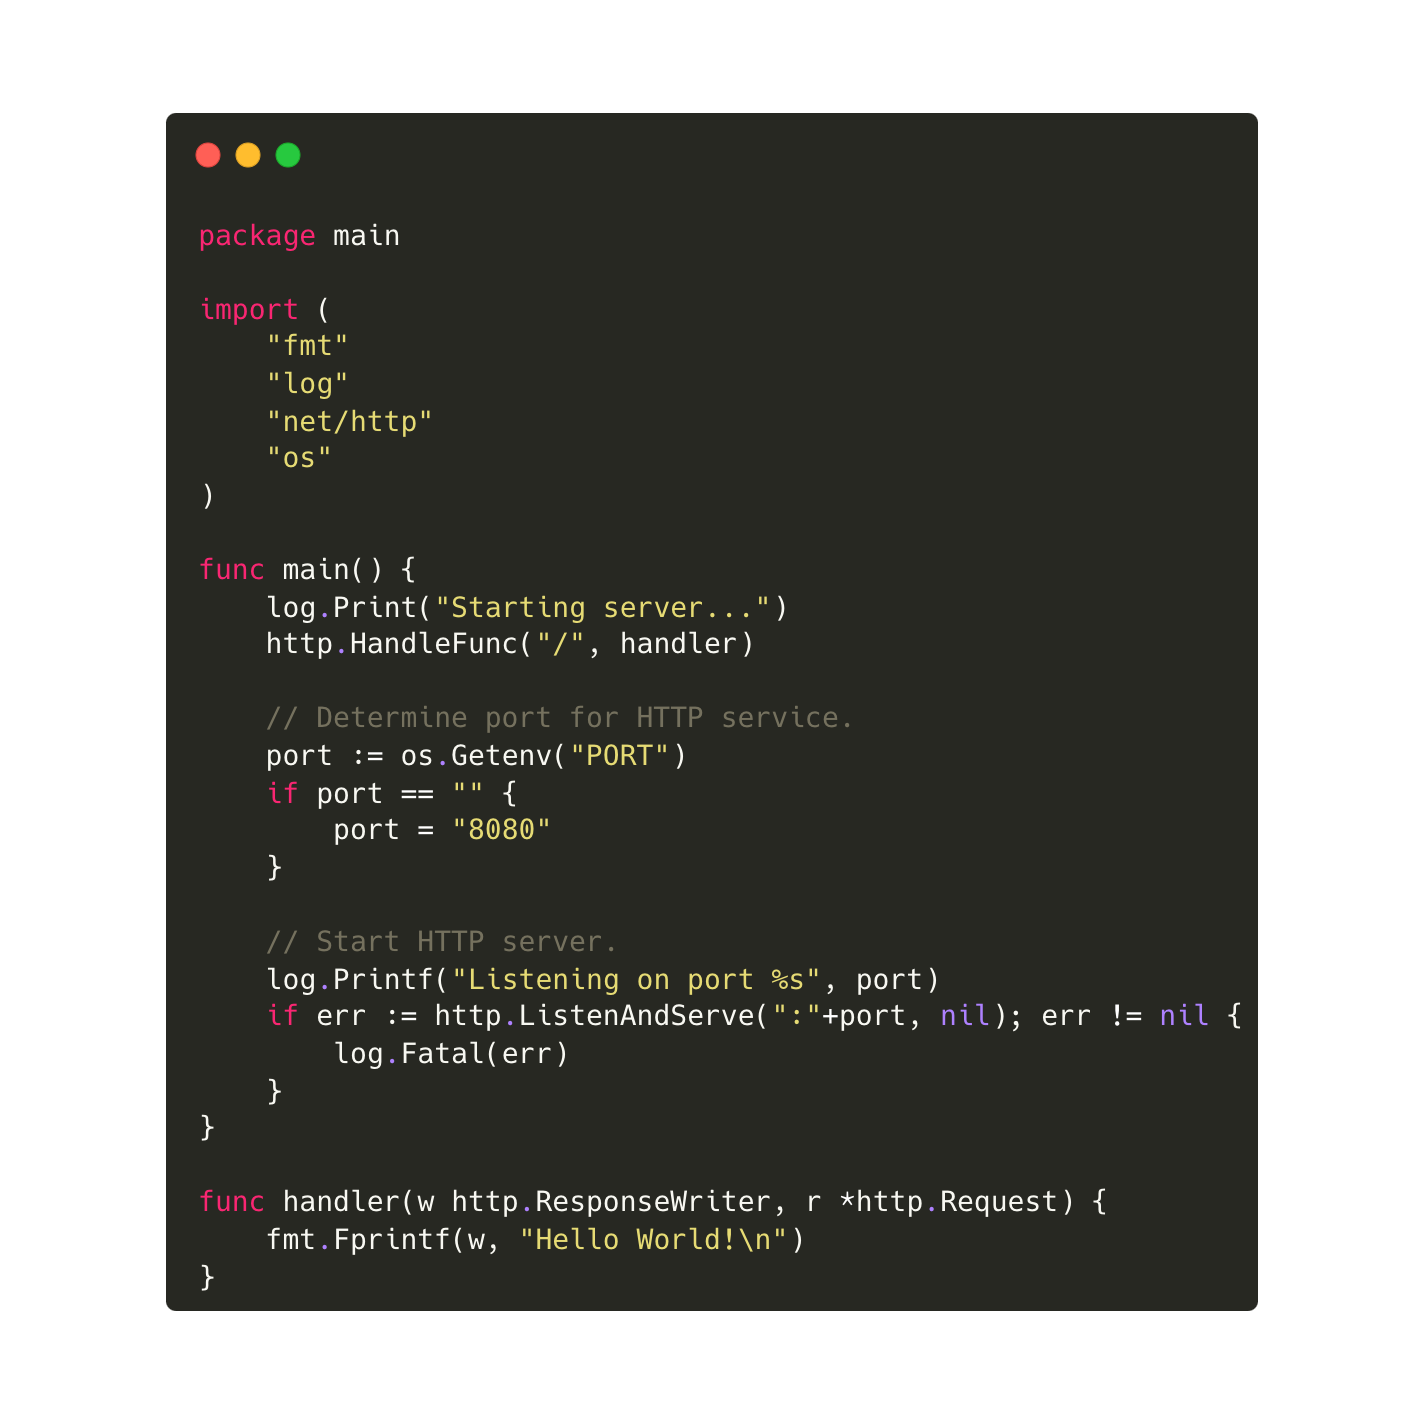 package main

import (
    "fmt"
    "log"
    "net/http"
    "os"
)

func main() {
    log.Print("Starting server...")
    http.HandleFunc("/", handler)

    // Determine port for HTTP service.
    port := os.Getenv("PORT")
    if port == "" {
        port = "8080"
    }

    // Start HTTP server.
    log.Printf("Listening on port %s", port)
    if err := http.ListenAndServe(":"+port, nil); err != nil {
        log.Fatal(err)
    }
}

func handler(w http.ResponseWriter, r *http.Request) {
    fmt.Fprintf(w, "Hello World!\n")
}